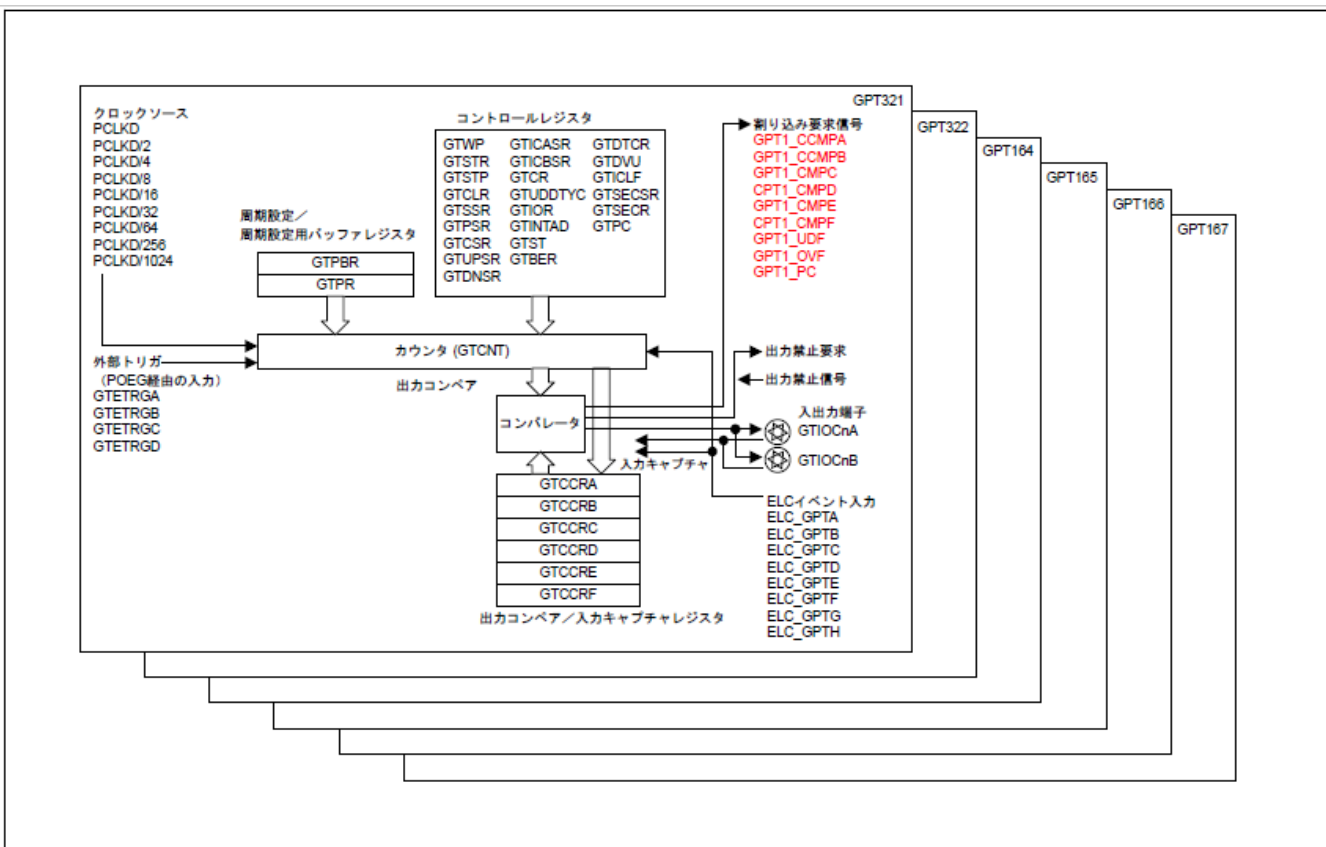 GPT321
GPT322
GPT164
GPT165
GPT166
GPT167
クロックソース
PCLKD
PCLKD/2
PCLKD/4
PCLKD/8
PCLKD/16
PCLKD/32
PCLKD/64
PCLKD/256
PCLKD/1024
周期設定／
周期設定用バッファレジスタ
GTPBR
GTPR
コントロールレジスタ
GTWP GTICASR GTDTCR
GTSTR GTICBSR GTDVU
GTSTP GTCR GTICLF
GTCLR GTUDDTYC GTSECSR
GTSSR GTIOR GTSECR
GTPSR GTINTAD GTPC
GTCSR GTST
GTUPSR GTBER
GTDNSR
割り込み要求信号
GPT1_CCMPA
GPT1_CCMPB
GPT1_CMPC
CPT1_CMPD
GPT1_CMPE
CPT1_CMPF
GPT1_UDF
GPT1_OVF
GPT1_PC
カウンタ (GTCNT)
外部トリガ
（POEG経由の入力）
GTETRGA
GTETRGB
GTETRGC
GTETRGD
出力コンペア
コンパレータ
出力禁止要求
出力禁止信号
入出力端子
GTIOCnA
GTIOCnB
入力キャプチャ
GTCCRA
GTCCRB
GTCCRC
GTCCRD
GTCCRE
GTCCRF
出力コンペア／入力キャプチャレジスタ
ELCイベント入力
ELC_GPTA
ELC_GPTB
ELC_GPTC
ELC_GPTD
ELC_GPTE
ELC_GPTF
ELC_GPTG
ELC_GPTH